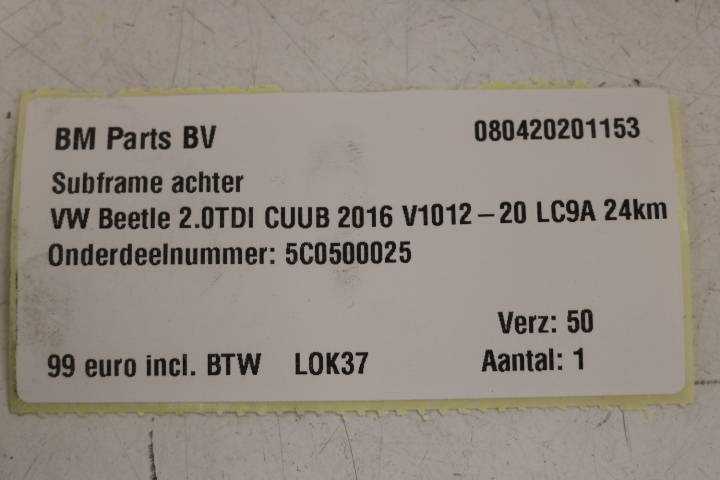 BM Parts BV 080420201153
Subframe achter
VW Beetle 2.0TDI CUUB 2016 V1012-20 LC9A 24km
Onderdeelnummer: 5C0500025
Verz: 50
99 euro incl. BTW LOK37 Aantal: 1